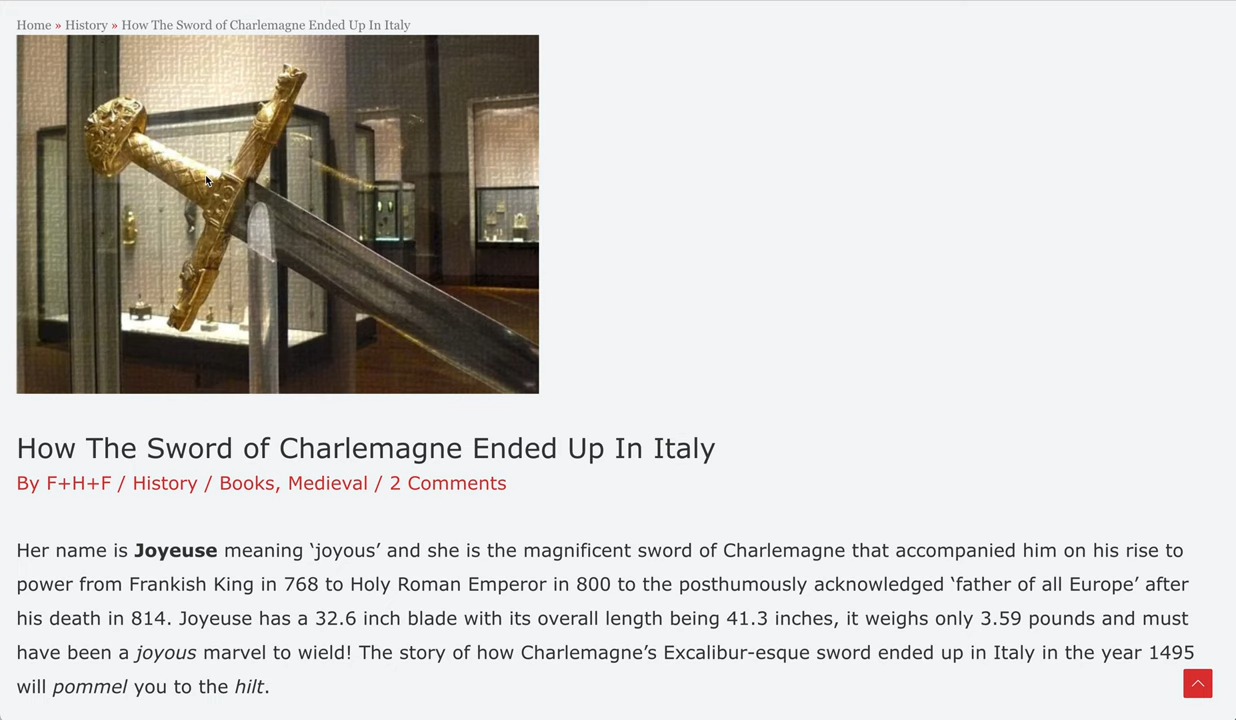 Home » History » How The Sword of Charlemagne Ended Up In Italy
How The Sword of Charlemagne Ended Up In Italy
By F+H+F / History / Books, Medieval / 2 Comments
Her name is Joyeuse meaning ‘joyous’ and she is the magnificent sword of Charlemagne that accompanied him on his rise to
power from Frankish King in 768 to Holy Roman Emperor in 800 to the posthumously acknowledged ‘father of all Europe’ after
his death in 814. Joyeuse has a 32.6 inch blade with its overall length being 41.3 inches, it weighs only 3.59 pounds and must
have been a joyous marvel to wield! The story of how Charlemagne’s Excalibur-esque sword ended up in Italy in the year 1495
will pommel you to the hilt.